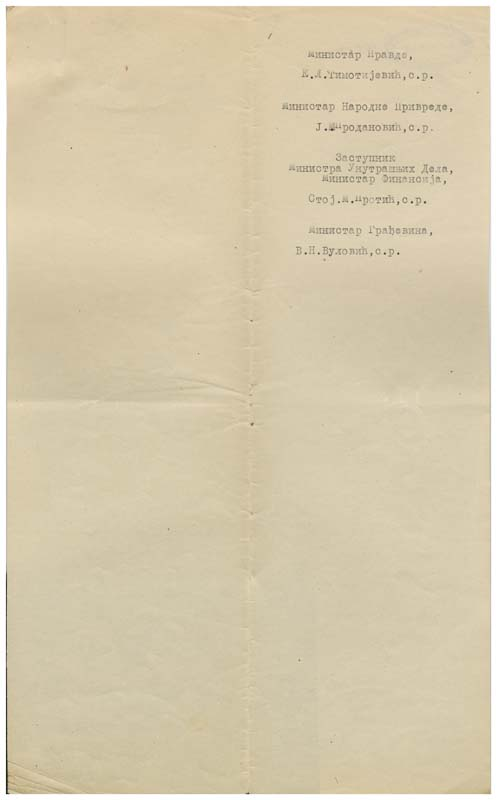 Министар Правде,
К.Л.Тимотијевић,с.р.
Министар Народне Привреде,
Ј.М.Продановић,с.р.
Заступник
Министра Унутрашњих Дела,
Министар Финансија,
Стој.М.Протић,с.р.
Министар Грађевина,
В.Н.Вуловић,с.р.